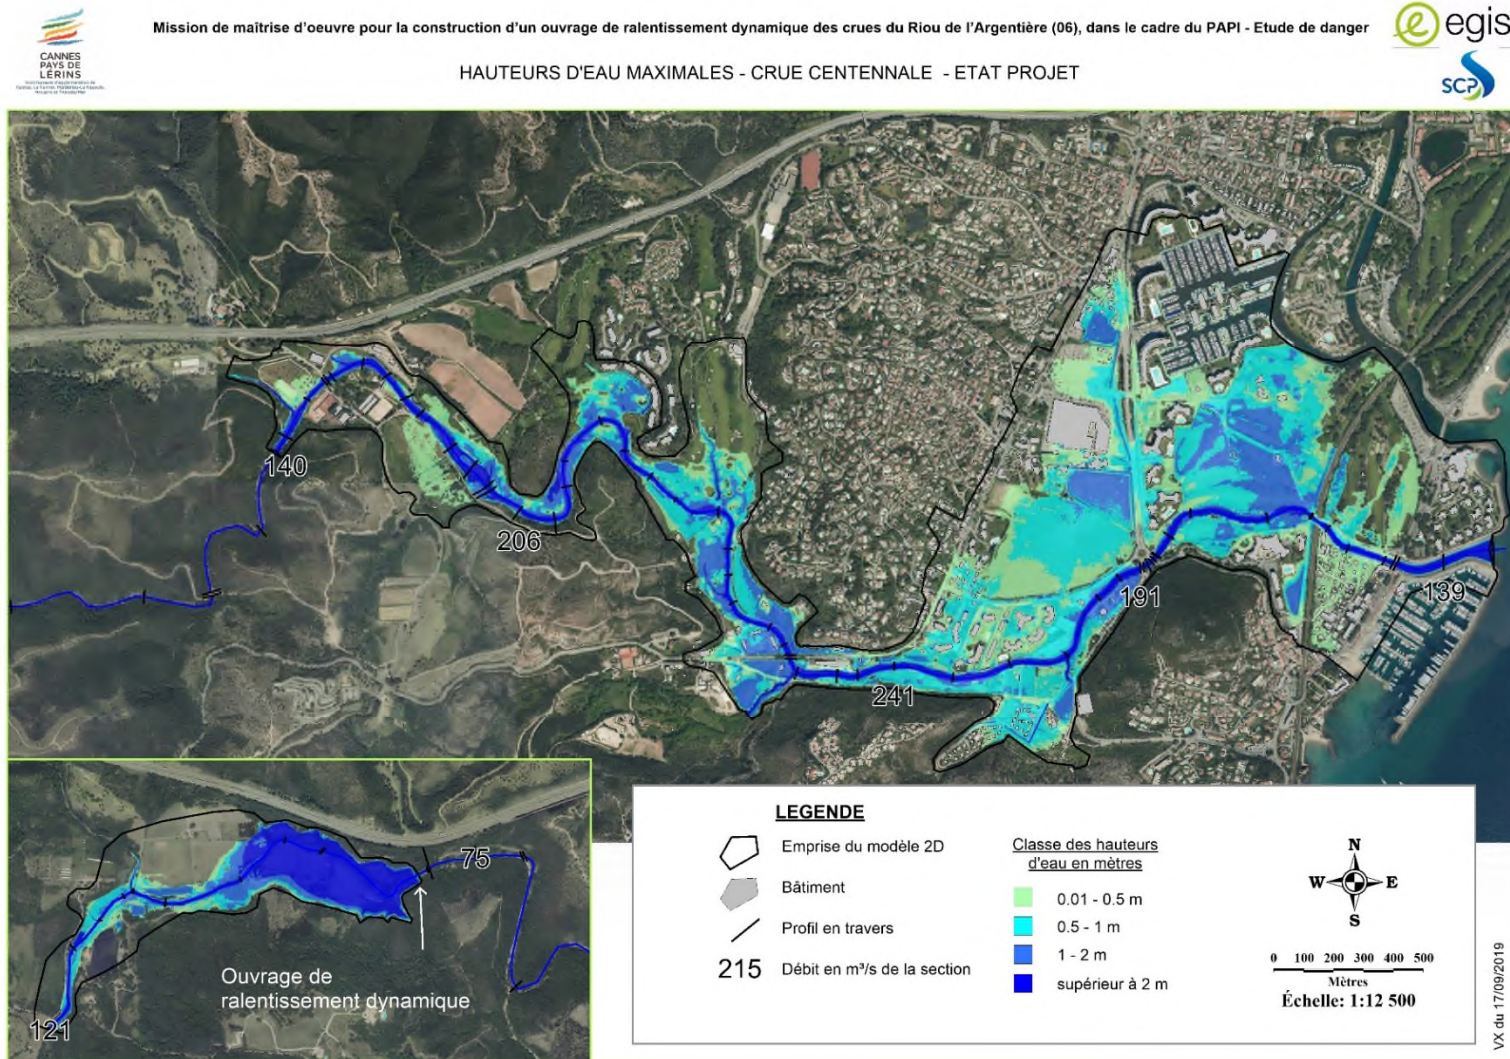 Mission de maîtrise d'oeuvre pour la construction d'un ouvrage de ralentissement dynamique des crues du Riou de l'Argentière (06), dans le cadre du PAPI - Etude de danger
HAUTEURS D'EAU MAXIMALES - CRUE CENTENNALE - ETAT PROJET
CANNES
PAYS DE
LÉRINS
egis
SCP
140
206
241
191
139
75
121
Ouvrage de
ralentissement dynamique
LEGENDE
Emprise du modèle 2D
Bâtiment
Profil en travers
215 Débit en m³/s de la section
Classe des hauteurs
d'eau en mètres
0.01 - 0.5 m
0.5 - 1 m
1 - 2 m
supérieur à 2 m
N
W E
S
0 100 200 300 400 500
Mètres
Échelle: 1:12 500
VX du 17/09/2019